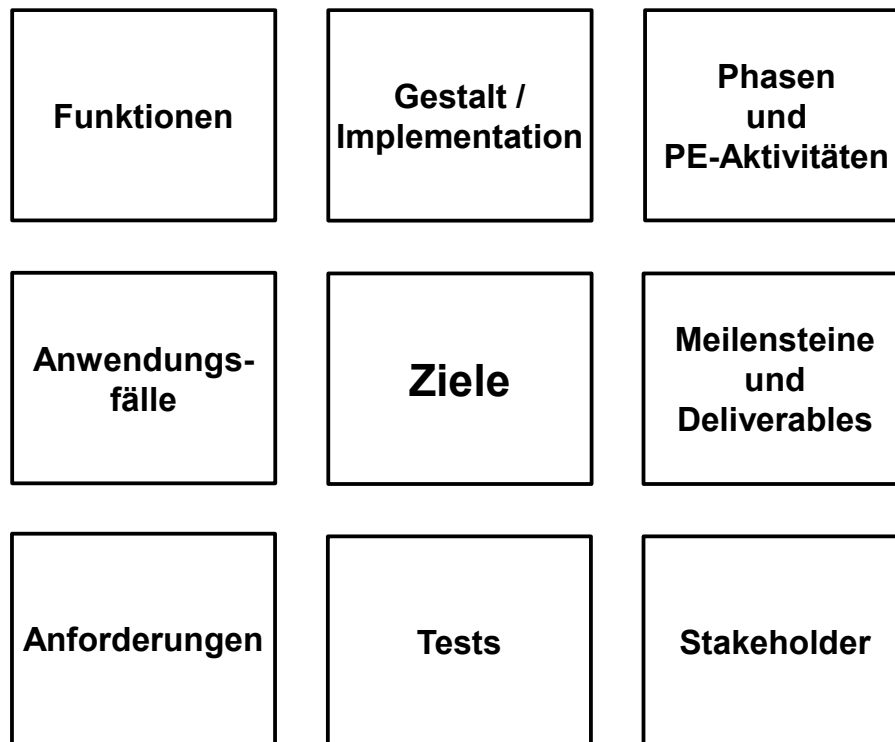 Funktionen
Gestalt /
Implementation
Phasen
und
PE-Aktivitäten
Anwendungs-
fälle
Ziele
Meilensteine
und
Deliverables
Anforderungen
Tests
Stakeholder